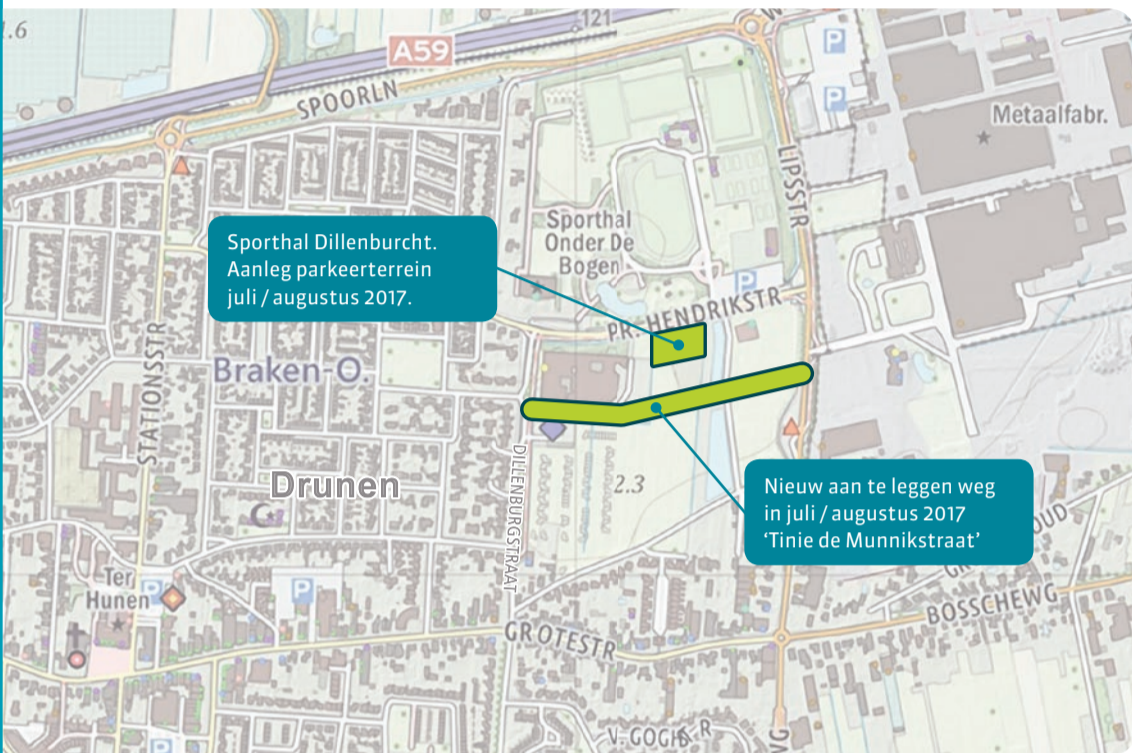 .6
121
A59
SPOORLN
P
P
Metaalfabr.
LIPSSTR
Sporthal
Onder De
Bogen
Sporthal Dillenburcht.
Aanleg parkeerterrein
juli / augustus 2017.
P
PR. HENDRIKSTR
STATIONSSTR
Braken-O.
Drunen
DILLENBURGSTRAAT
2.3
Nieuw aan te leggen weg
in juli / augustus 2017
‘Tinie de Munnikstraat’
Ter
Hunen
P
P
GROTESTR
BOSSCHEWG
V. GOGH
P